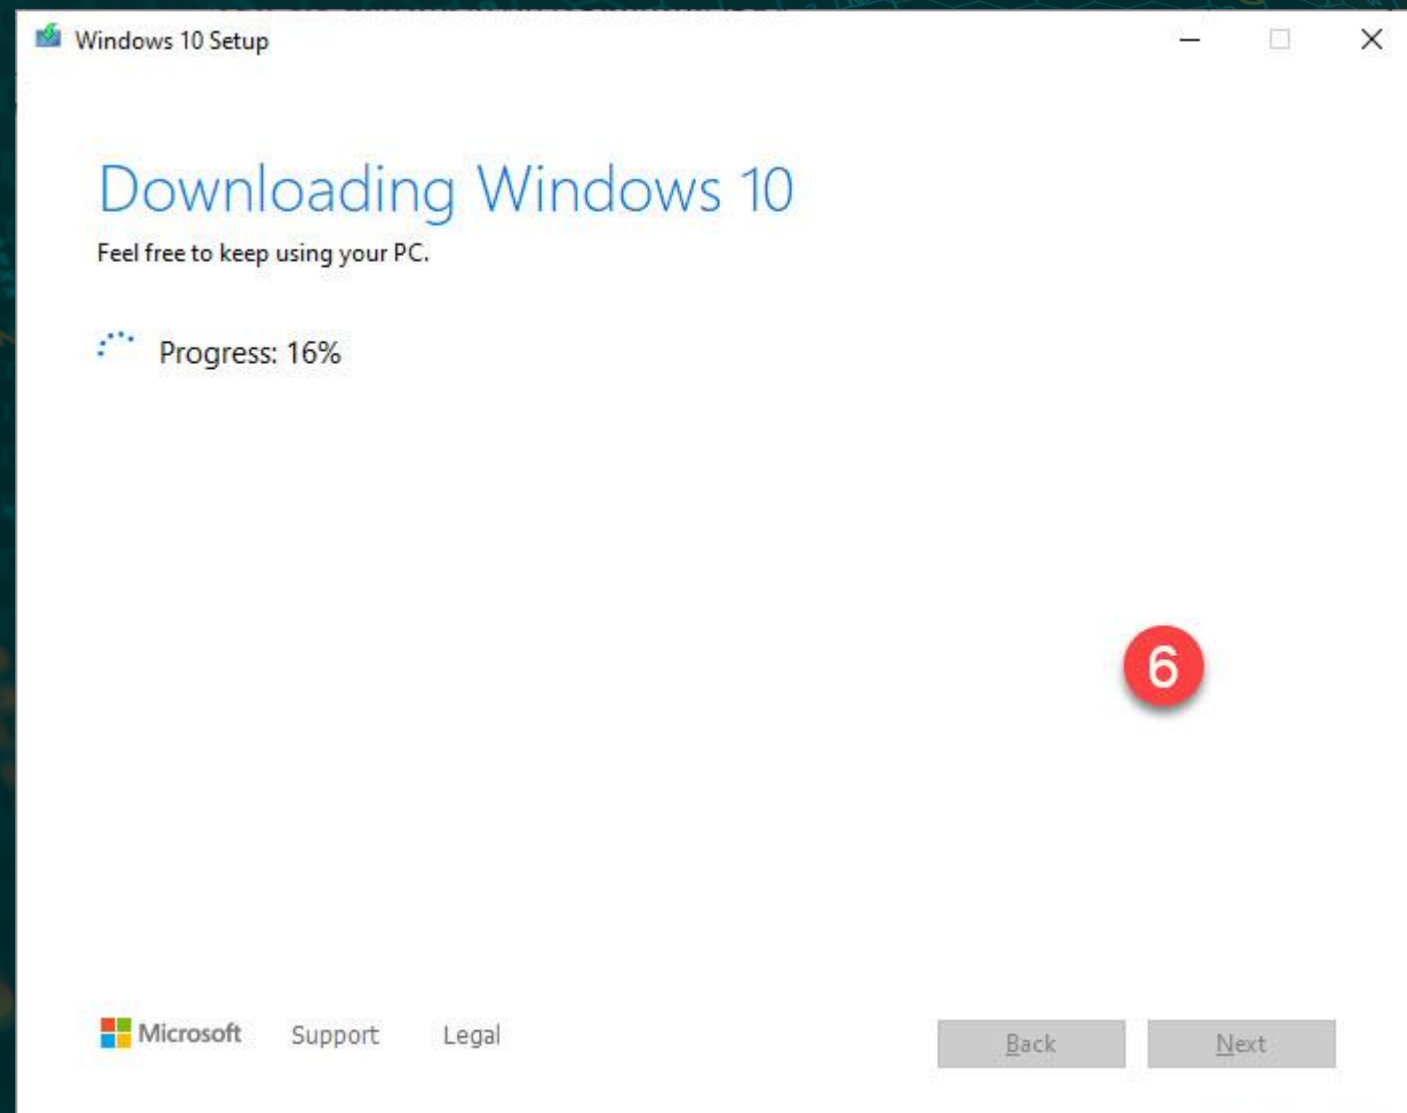 Windows 10 Setup
Downloading Windows 10
Feel free to keep using your PC.
Progress: 16%
6
Microsoft Support Legal
Back Next